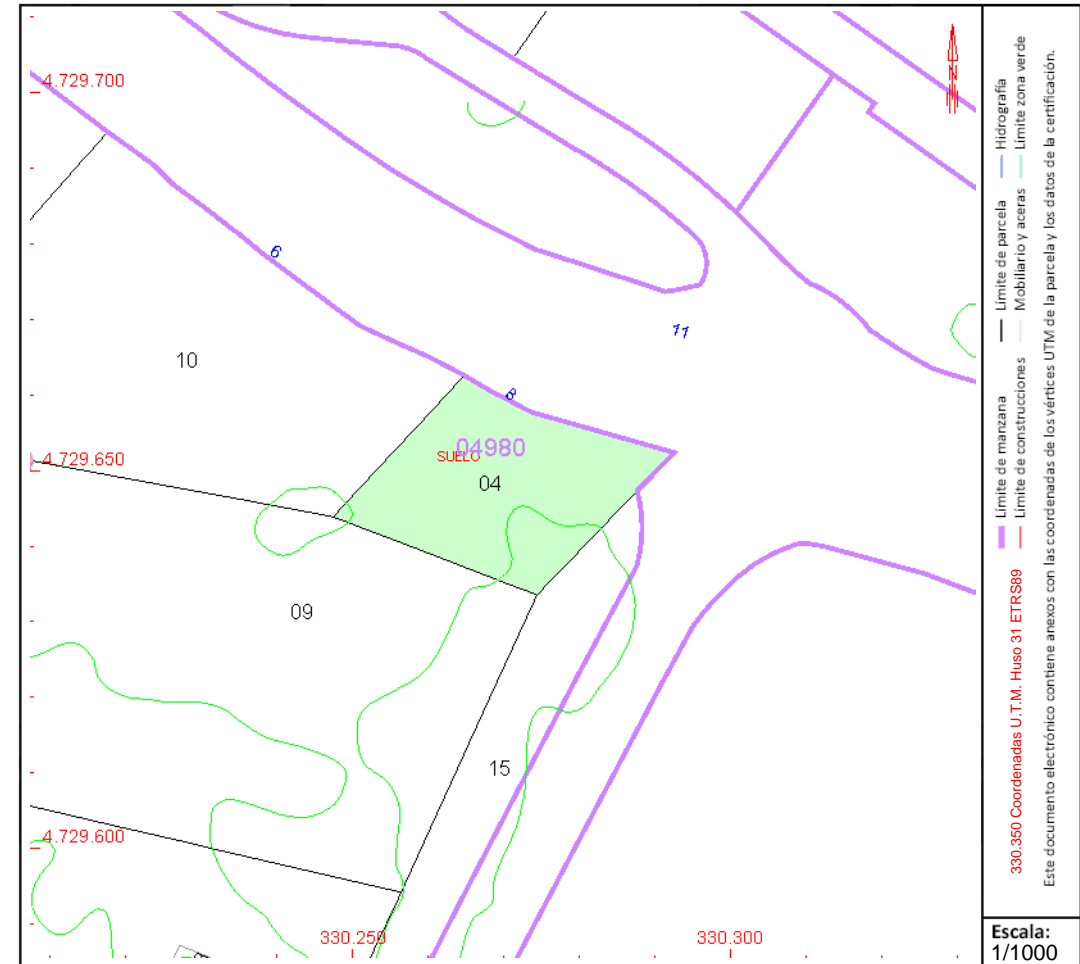 4.729.700
6
11
10
8
04980
SUELO
4.729.650
04
09
15
4.729.600
330.250
330.300
N
Hidrografía
Límite zona verde
Límite de parcela
Mobiliario y aceras
Límite de manzana
Límite de construcciones
330.350 Coordenadas U.T.M. Huso 31 ETRS89
Este documento electrónico contiene anexos con las coordenadas de los vértices UTM de la parcela y los datos de la certificación.
Escala:
1/1000